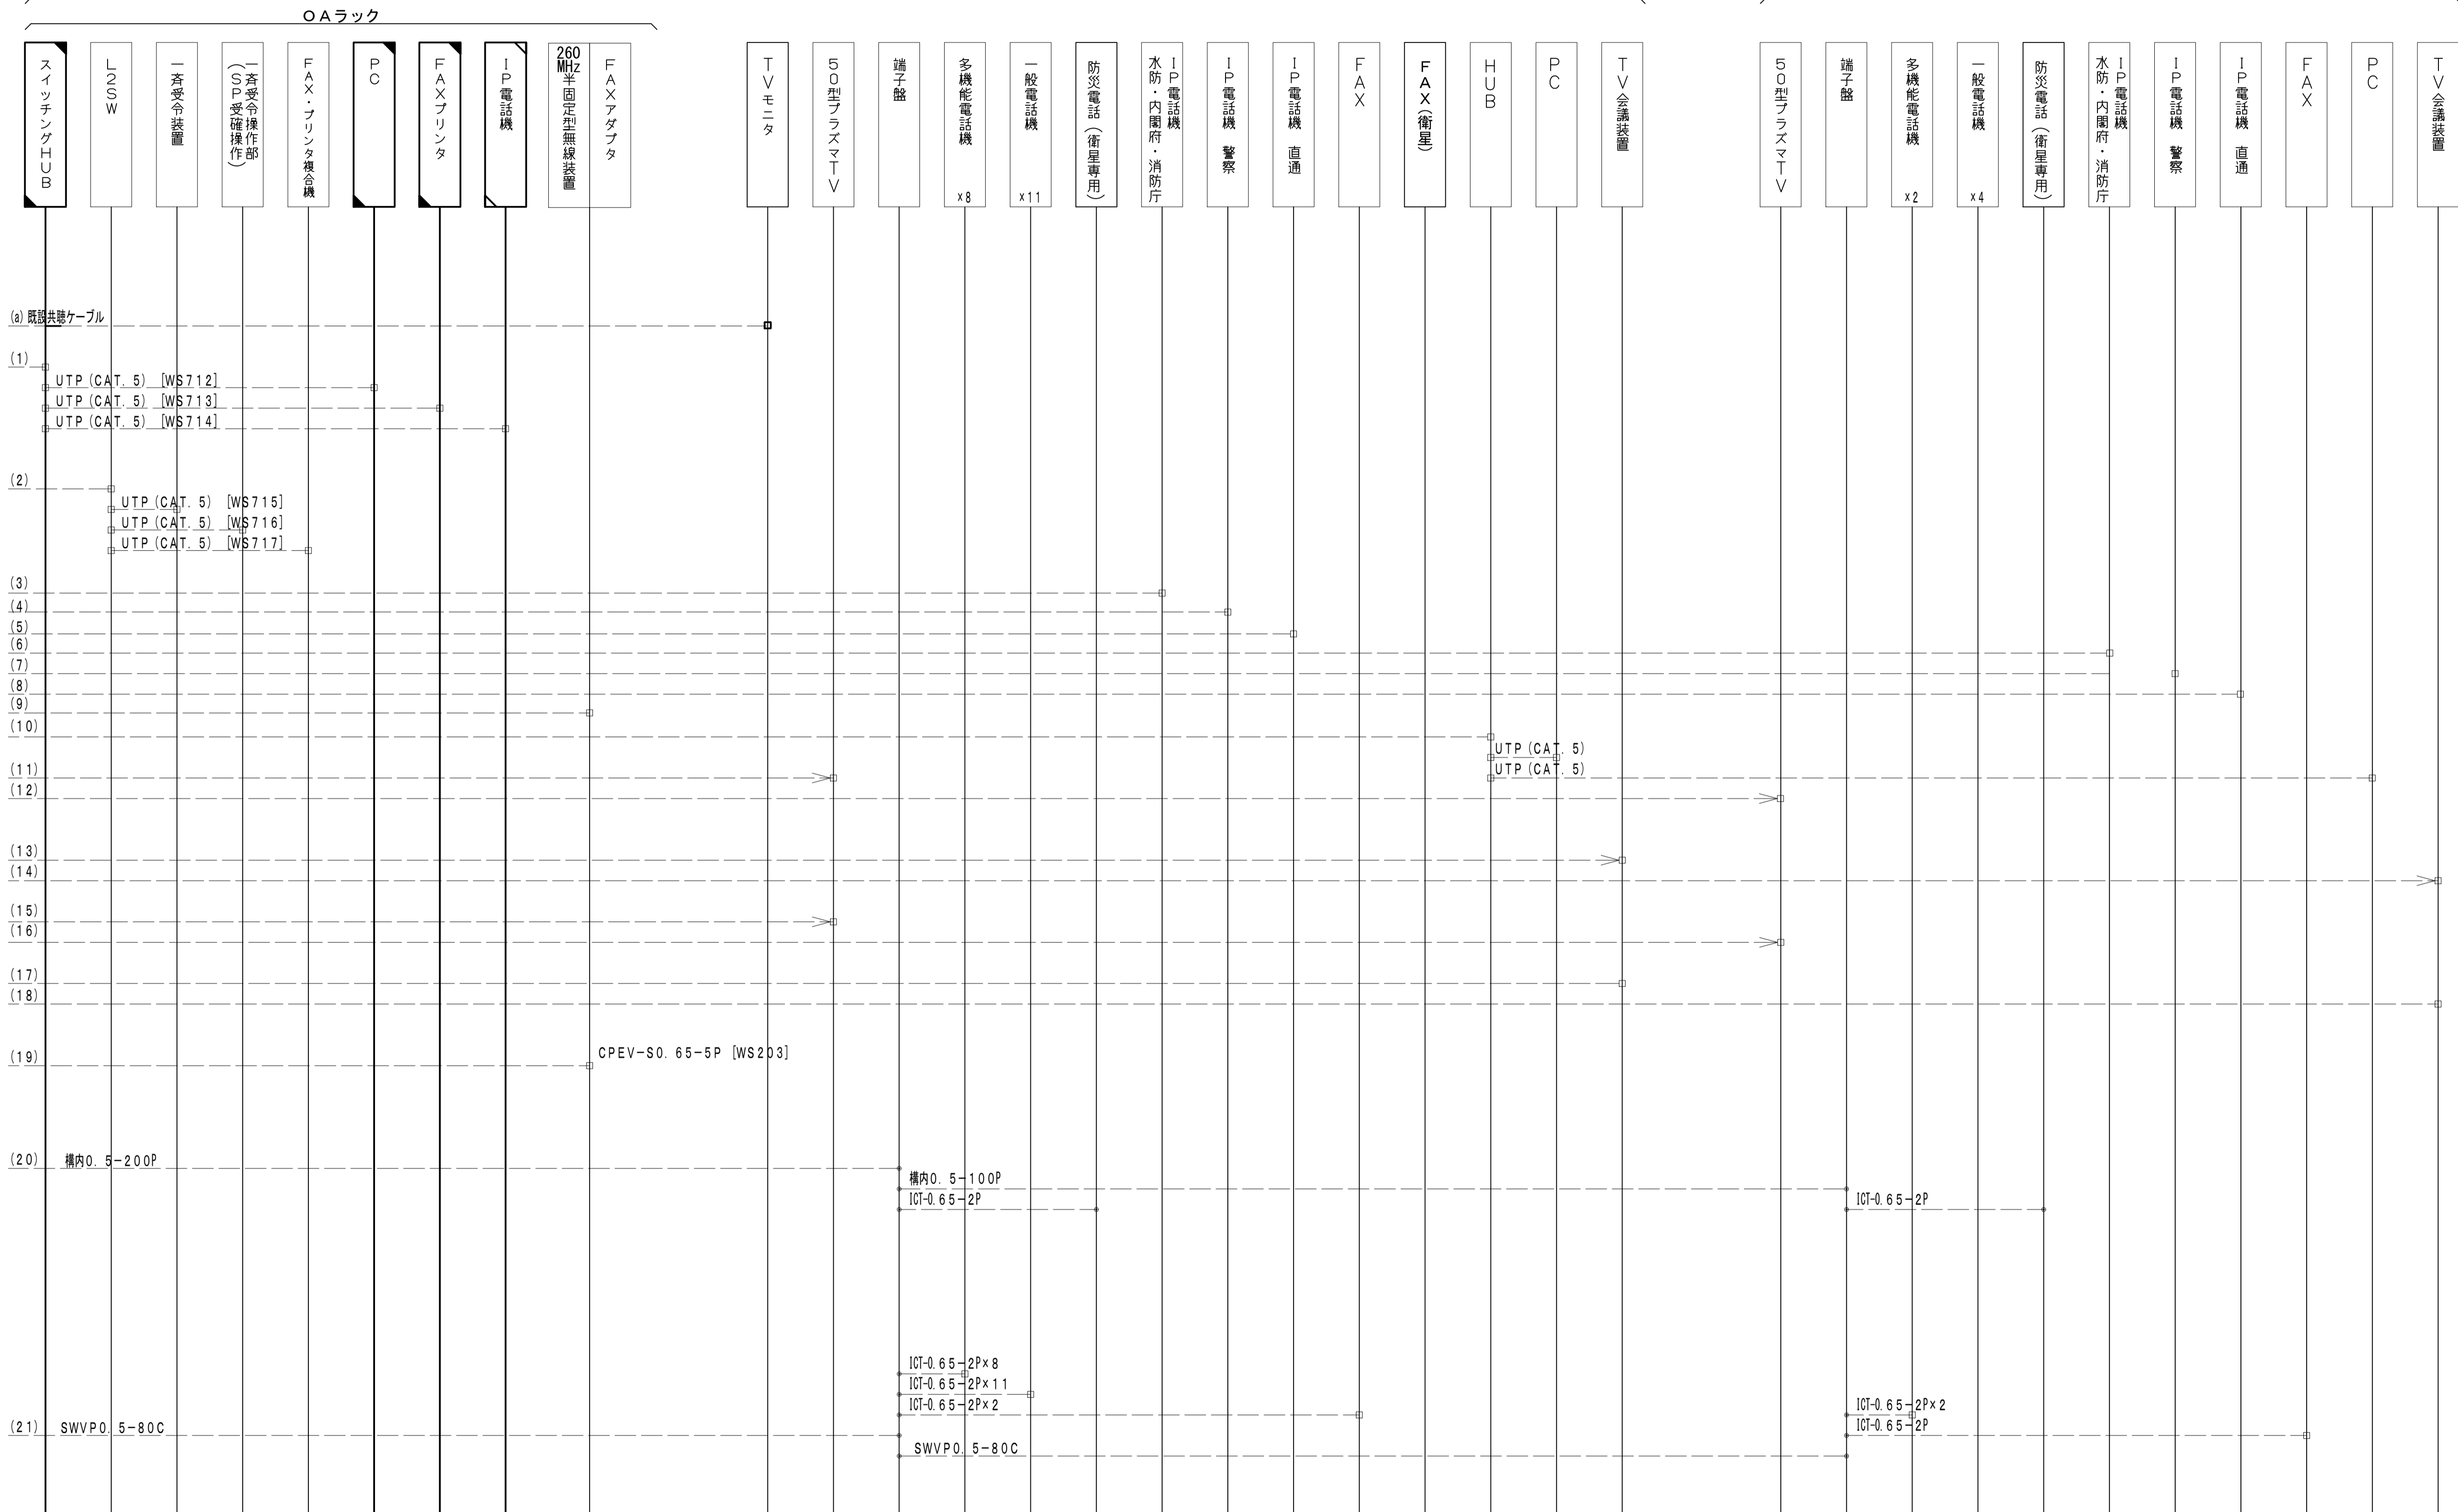 OAラック
スイッチングHUB
L2SW
一斉受令装置
一斉受令操作部
(SP受確操作)
FAX・プリンタ複合機
PC
FAXプリンタ
IP電話機
260
MHz
半固定型無線装置
FAXアダプタ
TVモニタ
50型プラズマTV
端子盤
多機能電話機
×8
一般電話機
×11
防災電話(衛星専用)
IP電話機
水防・内閣府・消防庁
IP電話機 警察
IP電話機 直通
FAX
FAX(衛星)
HUB
PC
TV会議装置
50型プラズマTV
端子盤
多機能電話機
×2
一般電話機
×4
防災電話(衛星専用)
IP電話機
水防・内閣府・消防庁
IP電話機 警察
IP電話機 直通
FAX
PC
TV会議装置
(a)既設共聴ケーブル
(1)
UTP(CAT.5) [WS712]
UTP(CAT.5) [WS713]
UTP(CAT.5) [WS714]
(2)
UTP(CAT.5) [WS715]
UTP(CAT.5) [WS716]
UTP(CAT.5) [WS717]
(3)
(4)
(5)
(6)
(7)
(8)
(9)
(10)
UTP(CAT.5)
(11)
UTP(CAT.5)
(12)
(13)
(14)
(15)
(16)
(17)
(18)
(19)
CPEV-S0.65-5P [WS203]
(20) 構内0.5-200P
構内0.5-100P
ICT-0.65-2P
ICT-0.65-2P
ICT-0.65-2P×8
ICT-0.65-2P×11
ICT-0.65-2P×2
ICT-0.65-2P×2
(21) SWVP0.5-80C
ICT-0.65-2P
SWVP0.5-80C